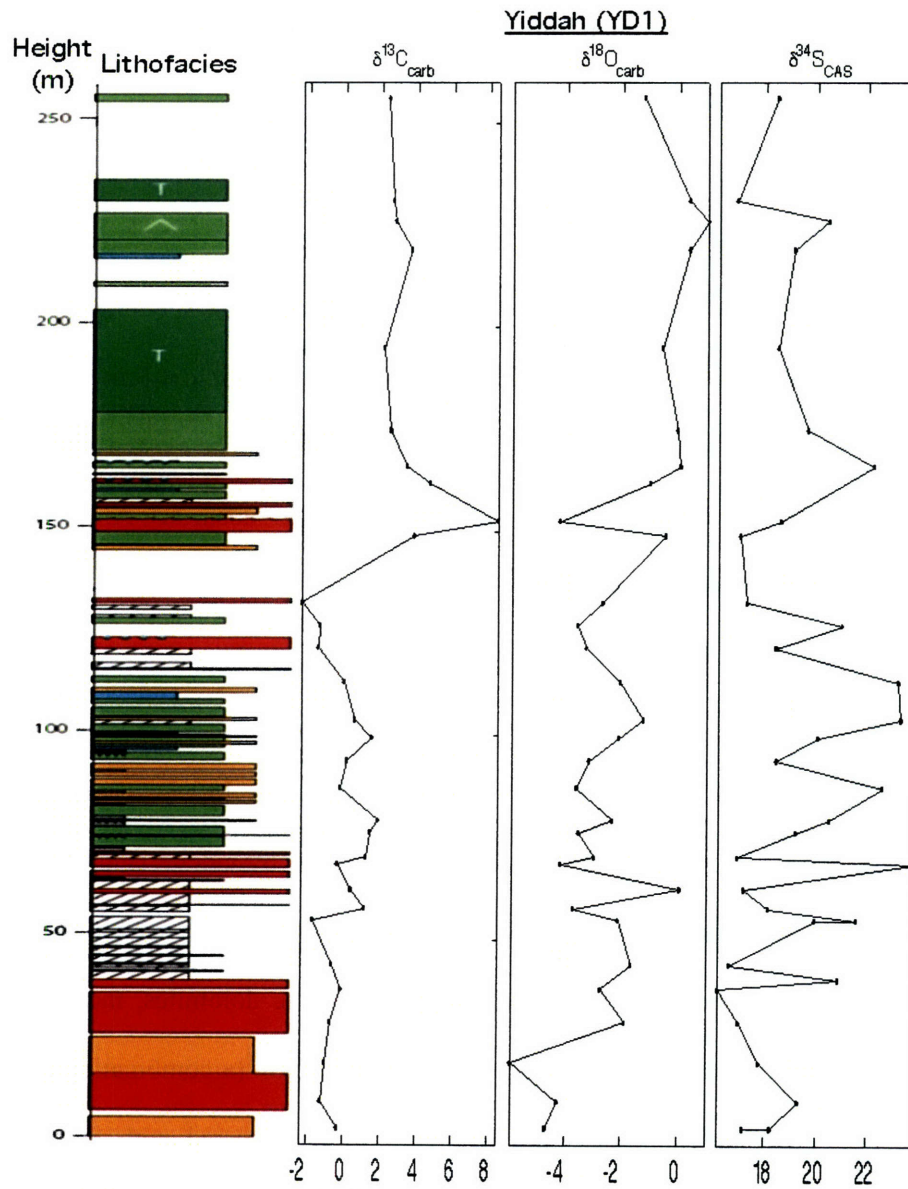 Yiddah (YD1)
Height (m)
Lithofacies
δ13Ccarb
δ18Ocarb
δ34SCAS
250
T
200
T
150
100
50
0
-2 0 2 4 6 8
-4 -2 0
18 20 22